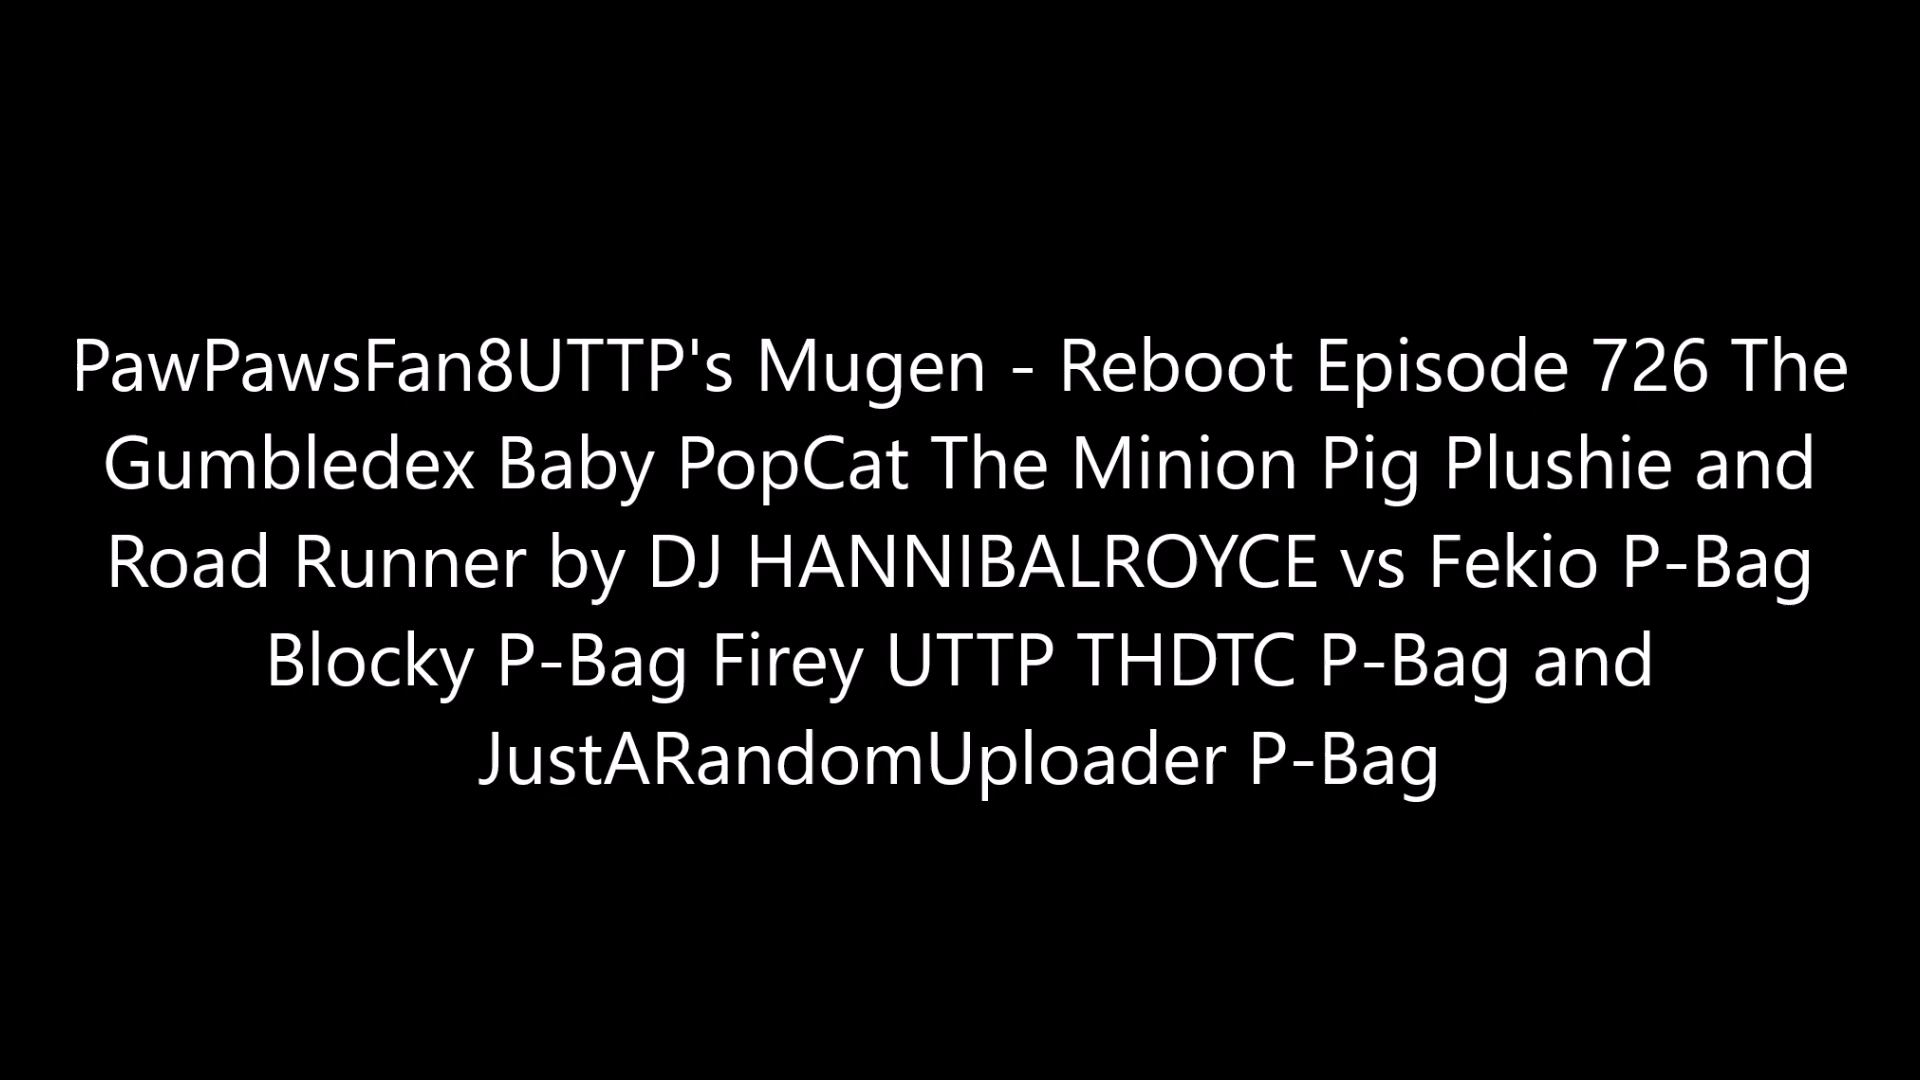 PawPawsFan8UTTP's Mugen - Reboot Episode 726 The
Gumbledex Baby PopCat The Minion Pig Plushie and
Road Runner by DJ HANNIBALROYCE vs Fekio P-Bag
Blocky P-Bag Firey UTTP THDTC P-Bag and
JustARandomUploader P-Bag